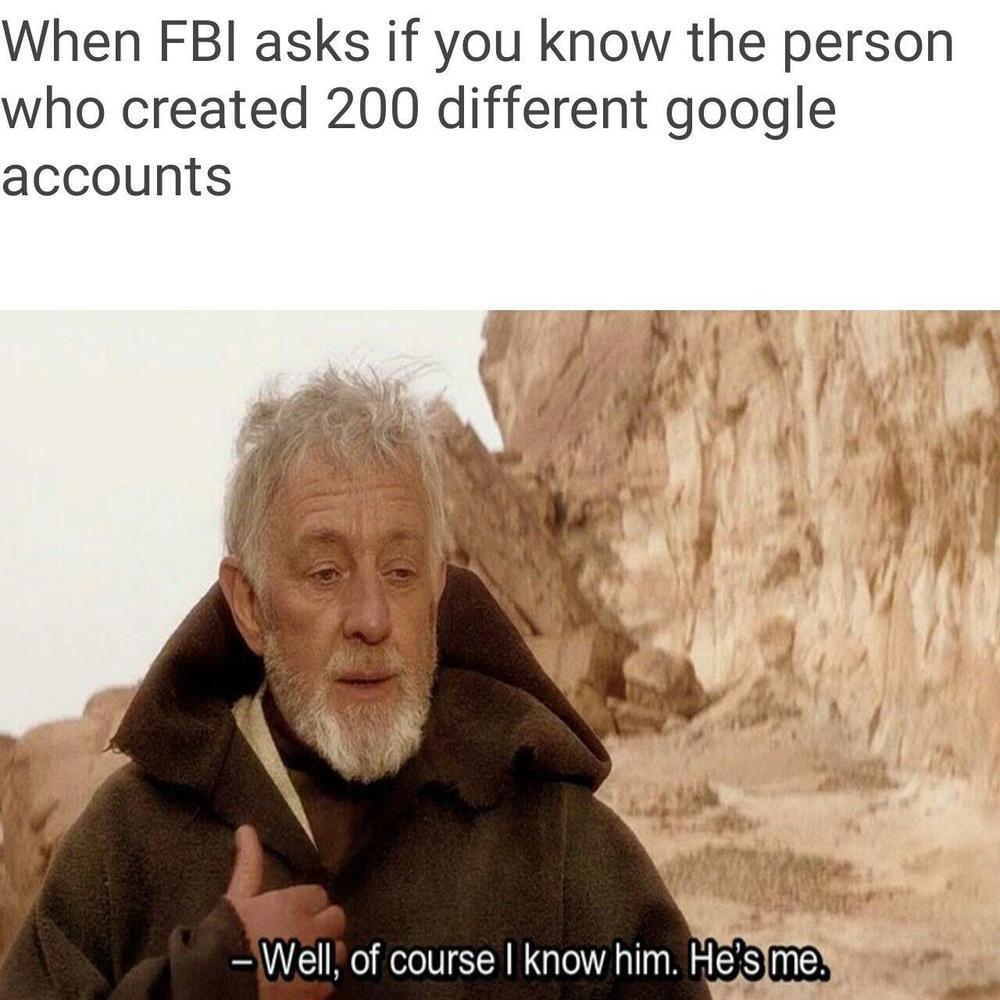 When FBI asks if you know the person
who created 200 different google
accounts
– Well, of course I know him. He's me.